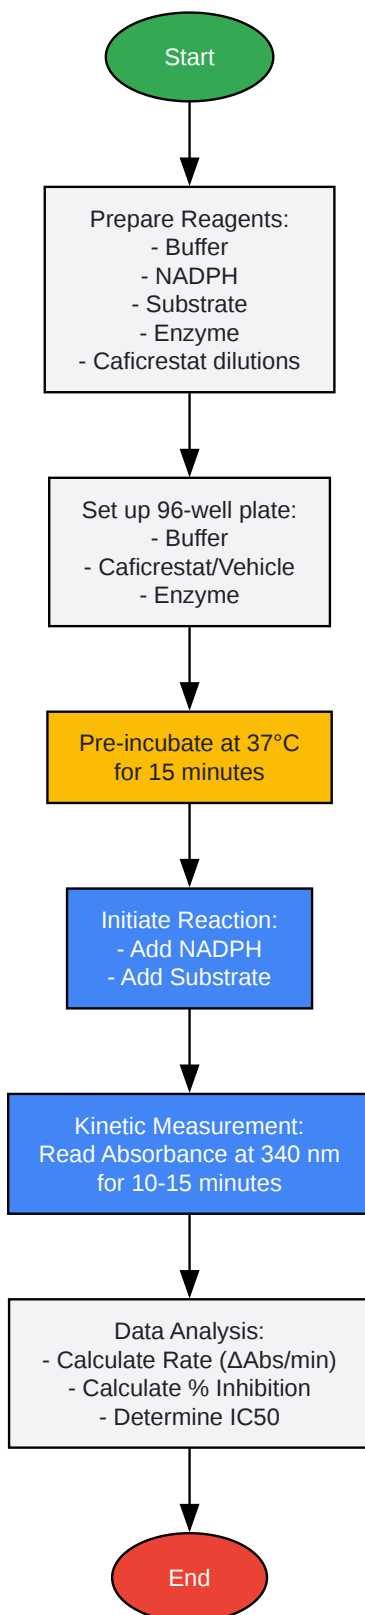 Start
Prepare Reagents:
- Buffer
- NADPH
- Substrate
- Enzyme
- Caficrestat dilutions
Set up 96-well plate:
- Buffer
- Caficrestat/Vehicle
- Enzyme
Pre-incubate at 37°C
for 15 minutes
Initiate Reaction:
- Add NADPH
- Add Substrate
Kinetic Measurement:
Read Absorbance at 340 nm
for 10-15 minutes
Data Analysis:
- Calculate Rate (ΔAbs/min)
- Calculate % Inhibition
- Determine IC50
End